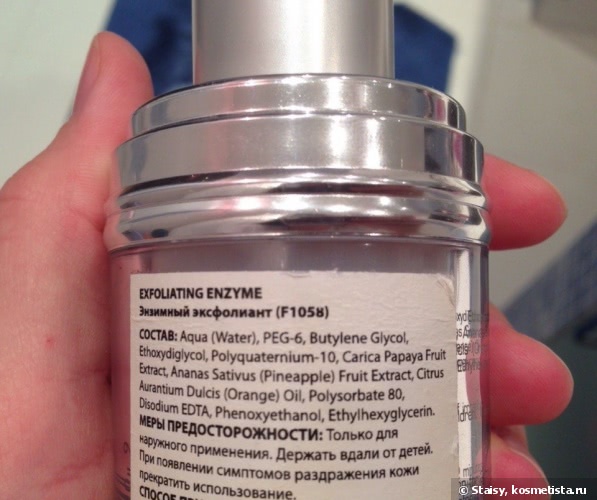 EXFOLIATING ENZYME
Энзимный эксфолиант (F1058)
СОСТАВ: Aqua (Water), PEG-6, Butylene Glycol,
Ethoxydiglycol, Polyquaternium-10, Carica Papaya Fruit
Extract, Ananas Sativus (Pineapple) Fruit Extract, Citrus
Aurantium Dulcis (Orange) Oil, Polysorbate 80,
Disodium EDTA, Phenoxyethanol, Ethylhexyglycerin.
МЕРЫ ПРЕДОСТОРОЖНОСТИ: Только для
наружного применения. Держать вдали от детей.
При появлении симптомов раздражения кожи
прекратить использование.
© Staisy, kosmetista.ru